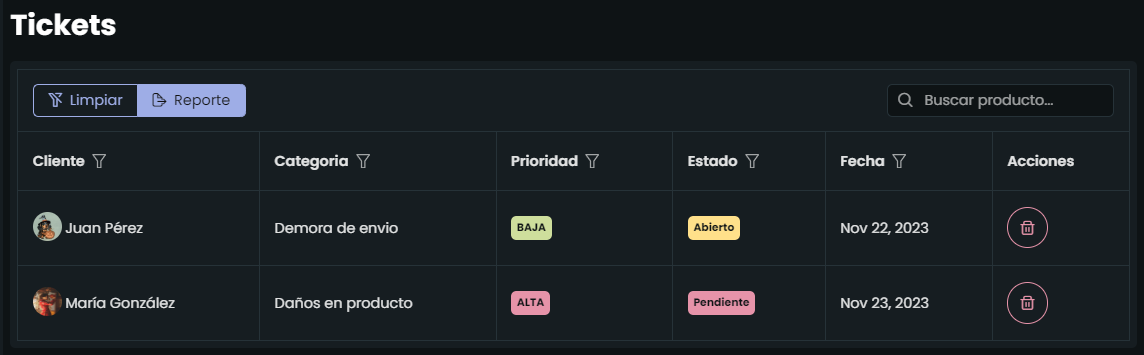 Tickets
Limpiar Reporte Buscar producto...
Cliente Categoria Prioridad Estado Fecha Acciones
Juan Pérez Demora de envio BAJA Abierto Nov 22, 2023
María González Daños en producto ALTA Pendiente Nov 23, 2023